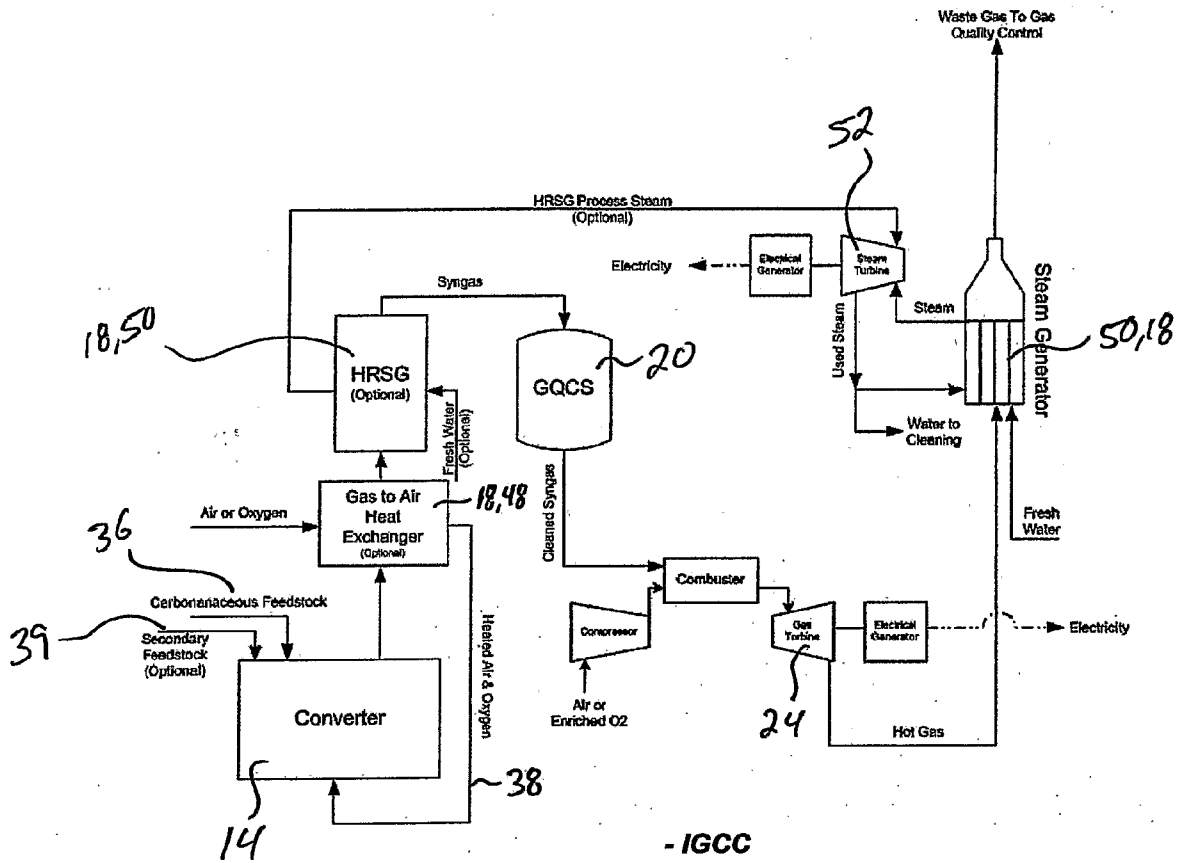 Waste Gas To Gas
Quality Control
52
HRSG Process Steam
(Optional)
Electricity
Electrical
Generator
Steam
Turbine
Syngas
Steam
Steam Generator
18,50
HRSG
(Optional)
20
GQCS
Used Steam
50,18
Fresh Water
(Optional)
Water to
Cleaning
Gas to Air
Heat
Exchanger
(Optional)
18,48
Air or Oxygen
Cleaned Syngas
Fresh
Water
36
Carbonanaceous Feedstock
Combuster
39
Secondary
Feedstock
(Optional)
Compressor
Gas
Turbine
Electrical
Generator
Electricity
Heated Air & Oxygen
Converter
Air or
Enriched O2
24
Hot Gas
38
14
- IGCC